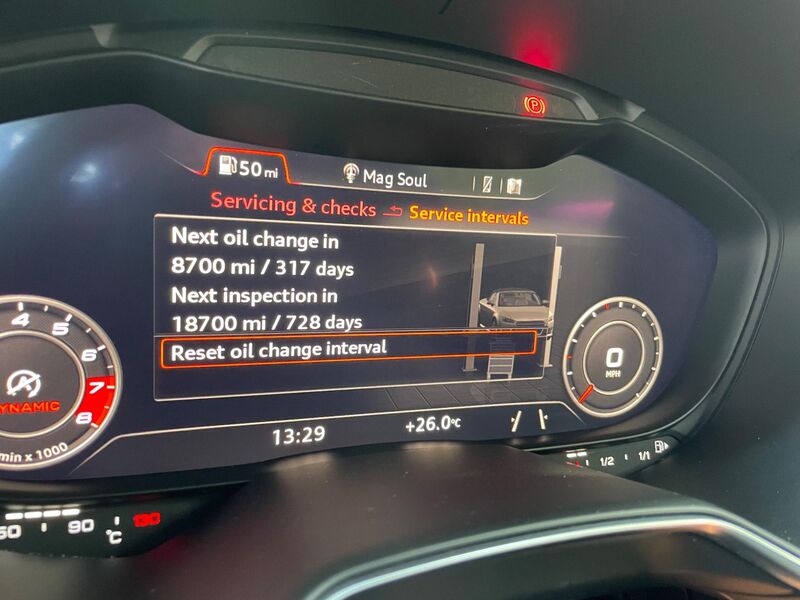 (P)
50 mi
Mag Soul
Servicing & checks Service intervals
Next oil change in
8700 mi / 317 days
Next inspection in
18700 mi / 728 days
Reset oil change interval
4 5 6 7 8
A
DYNAMIC
min x 1000
0
MPH
13:29
+26.0°C
1/2 1/1
90 130
°C